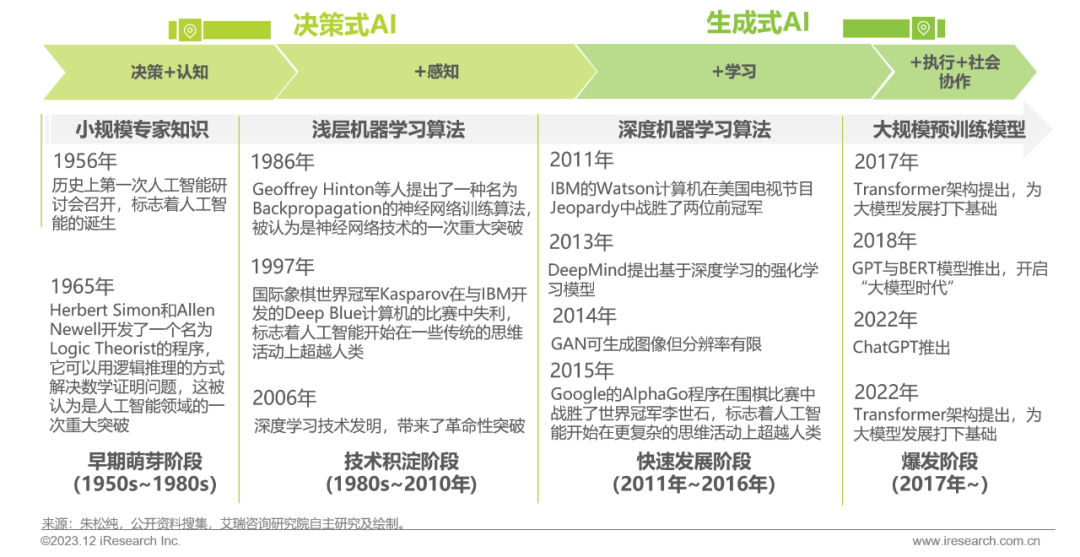 决策式AI
生成式AI
决策+认知
+感知
+学习
+执行+社会
协作
小规模专家知识
浅层机器学习算法
深度机器学习算法
大规模预训练模型
1956年
历史上第一次人工智能研
讨会召开，标志着人工智
能的诞生
1965年
Herbert Simon和Allen
Newell开发了一个名为
Logic Theorist的程序，
它可以用逻辑推理的方式
解决数学证明问题，这被
认为是人工智能领域的一
次重大突破
早期萌芽阶段
(1950s~1980s)
1986年
Geoffrey Hinton等人提出了一种名为
Backpropagation的神经网络训练算法，
被认为是神经网络技术的一次重大突破
1997年
国际象棋世界冠军Kasparov在与IBM开
发的Deep Blue计算机的比赛中失利，
标志着人工智能开始在一些传统的思维
活动上超越人类
2006年
深度学习技术发明，带来了革命性突破
技术积淀阶段
(1980s~2010年)
2011年
IBM的Watson计算机在美国电视节目
Jeopardy中战胜了两位前冠军
2013年
DeepMind提出基于深度学习的强化学
习模型
2014年
GAN可生成图像但分辨率有限
2015年
Google的AlphaGo程序在围棋比赛中
战胜了世界冠军李世石，标志着人工智
能开始在更复杂的思维活动上超越人类
快速发展阶段
(2011年~2016年)
2017年
Transformer架构提出，为
大模型发展打下基础
2018年
GPT与BERT模型推出，开启
“大模型时代”
2022年
ChatGPT推出
2022年
Transformer架构提出，为
大模型发展打下基础
爆发阶段
(2017年~)
来源：朱松纯，公开资料搜集，艾瑞咨询研究院自主研究及绘制。
©2023.12 iResearch Inc.
www.iresearch.com.cn